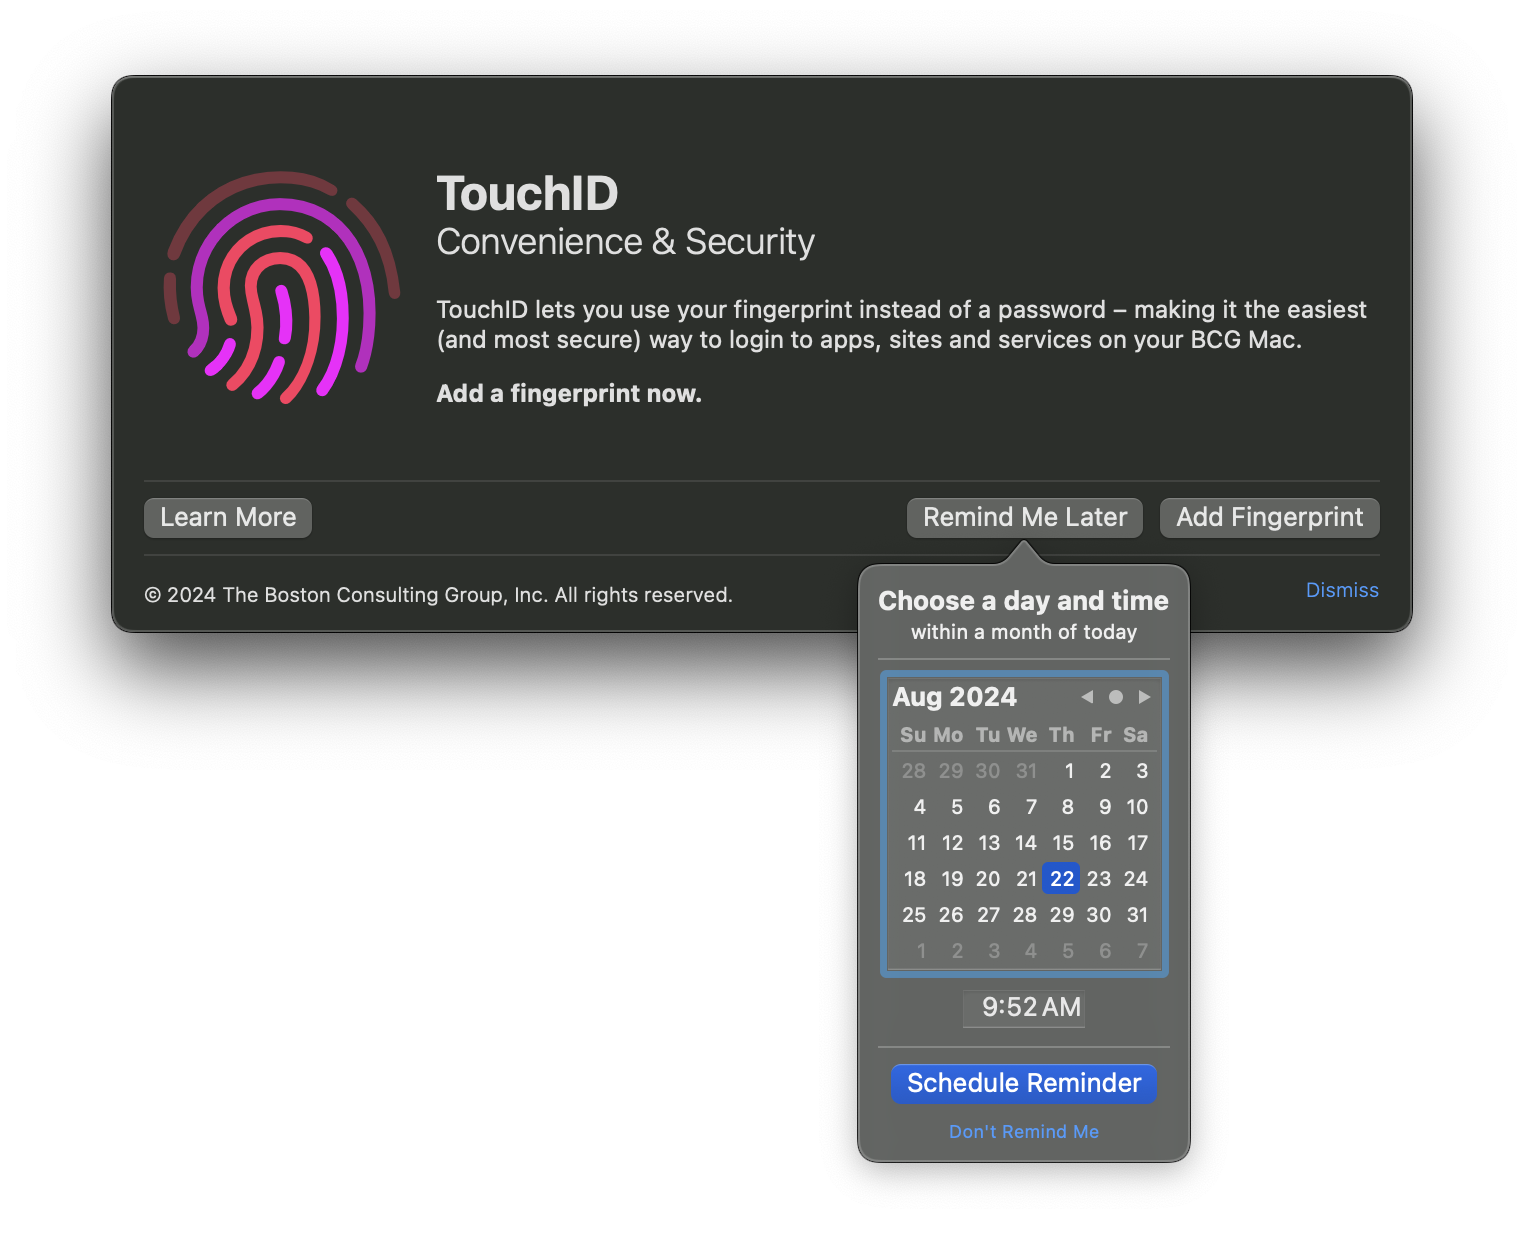 TouchID
Convenience & Security
TouchID lets you use your fingerprint instead of a password – making it the easiest
(and most secure) way to login to apps, sites and services on your BCG Mac.
Add a fingerprint now.
Learn More
Remind Me Later
Add Fingerprint
© 2024 The Boston Consulting Group, Inc. All rights reserved.
Dismiss
Choose a day and time
within a month of today
Aug 2024
Su Mo Tu We Th Fr Sa
28 29 30 31 1 2 3
4 5 6 7 8 9 10
11 12 13 14 15 16 17
18 19 20 21 22 23 24
25 26 27 28 29 30 31
1 2 3 4 5 6 7
9:52 AM
Schedule Reminder
Don't Remind Me